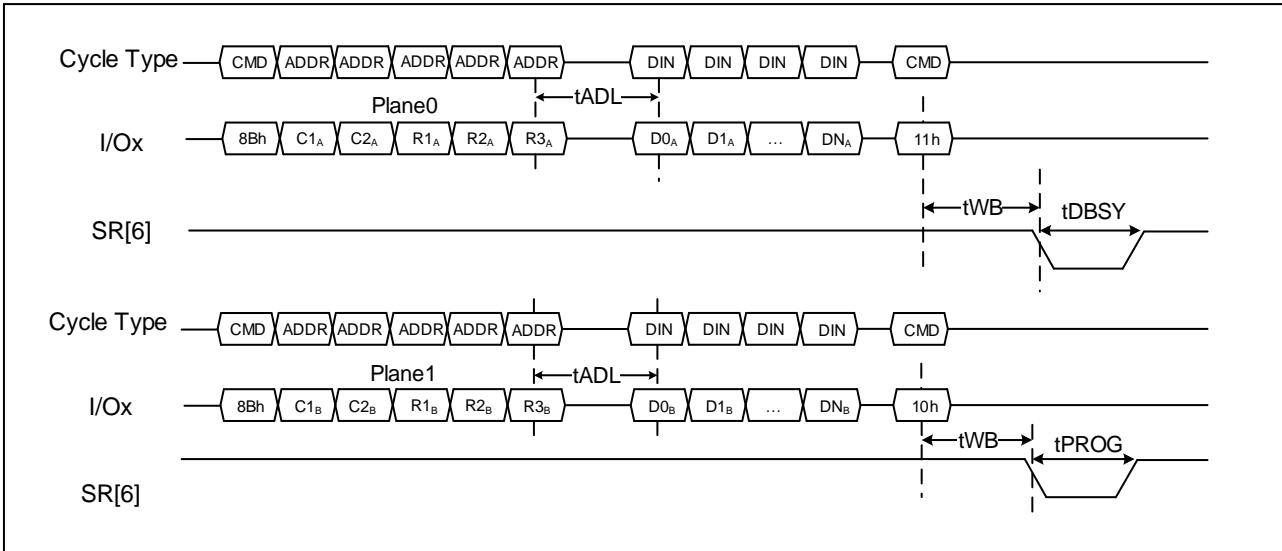 Cycle Type CMD ADDR ADDR ADDR ADDR ADDR DIN DIN DIN DIN CMD
Plane0 tADL
I/Ox 8Bh C1A C2A R1A R2A R3A D0A D1A ... DNA 11h
tWB tDBSY
SR[6]
Cycle Type CMD ADDR ADDR ADDR ADDR ADDR DIN DIN DIN DIN CMD
Plane1 tADL
I/Ox 8Bh C1B C2B R1B R2B R3B D0B D1B ... DNB 10h
tWB tPROG
SR[6]